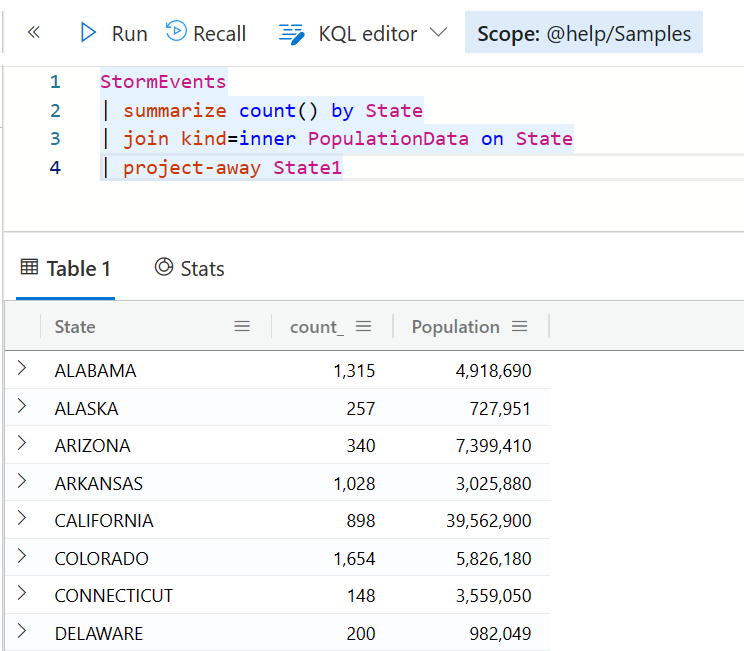 « Run Recall KQL editor Scope: @help/Samples
1 StormEvents
2 | summarize count() by State
3 | join kind=inner PopulationData on State
4 | project-away State1
Table 1 Stats
State count_ Population
ALABAMA 1,315 4,918,690
ALASKA 257 727,951
ARIZONA 340 7,399,410
ARKANSAS 1,028 3,025,880
CALIFORNIA 898 39,562,900
COLORADO 1,654 5,826,180
CONNECTICUT 148 3,559,050
DELAWARE 200 982,049